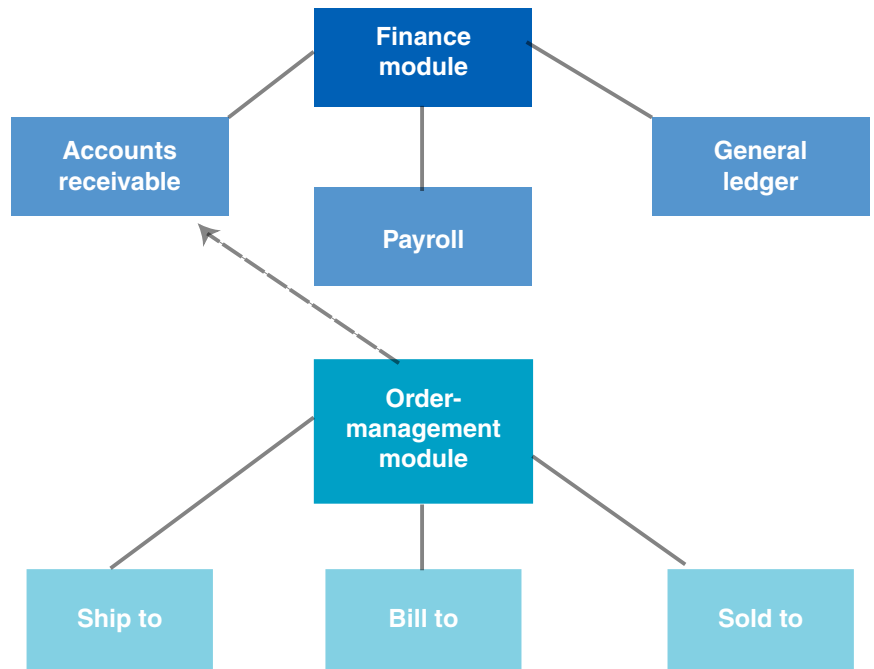 Finance
module
Accounts
receivable
General
ledger
Payroll
Order-
management
module
Ship to
Bill to
Sold to